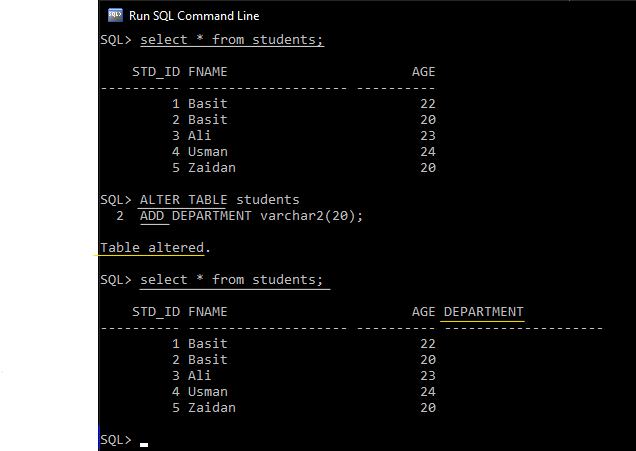 Run SQL Command Line
SQL> select * from students;
STD_ID FNAME                       AGE
---------- -------------------- ----------
1 Basit                        22
2 Basit                        20
3 Ali                          23
4 Usman                        24
5 Zaidan                       20
SQL> ALTER TABLE students
2  ADD DEPARTMENT varchar2(20);
Table altered.
SQL> select * from students;
STD_ID FNAME                       AGE DEPARTMENT
---------- -------------------- ---------- --------------------
1 Basit                        22
2 Basit                        20
3 Ali                          23
4 Usman                        24
5 Zaidan                       20
SQL>